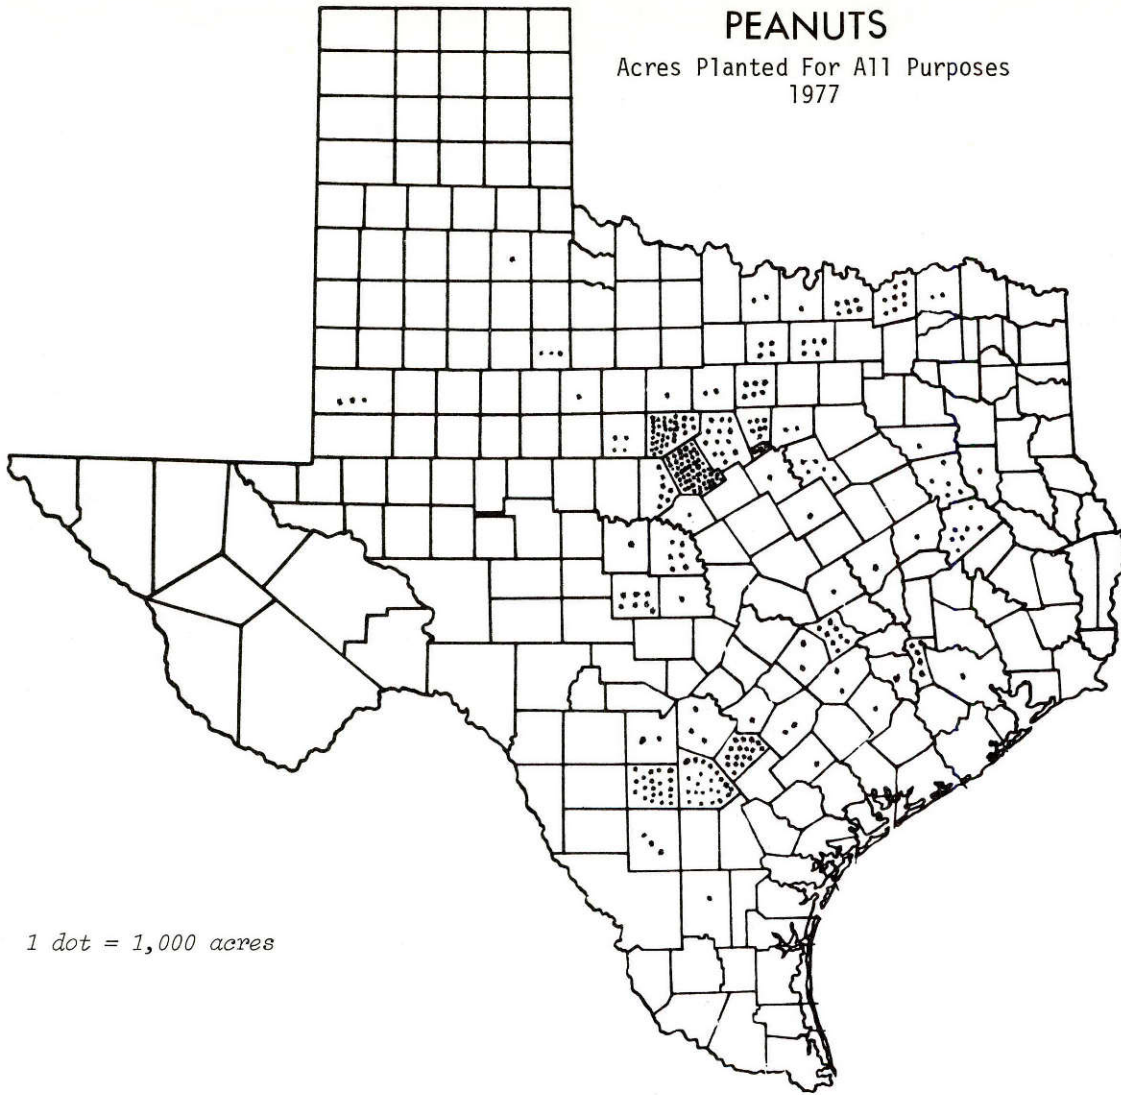 PEANUTS
Acres Planted For All Purposes
1977
1 dot = 1,000 acres